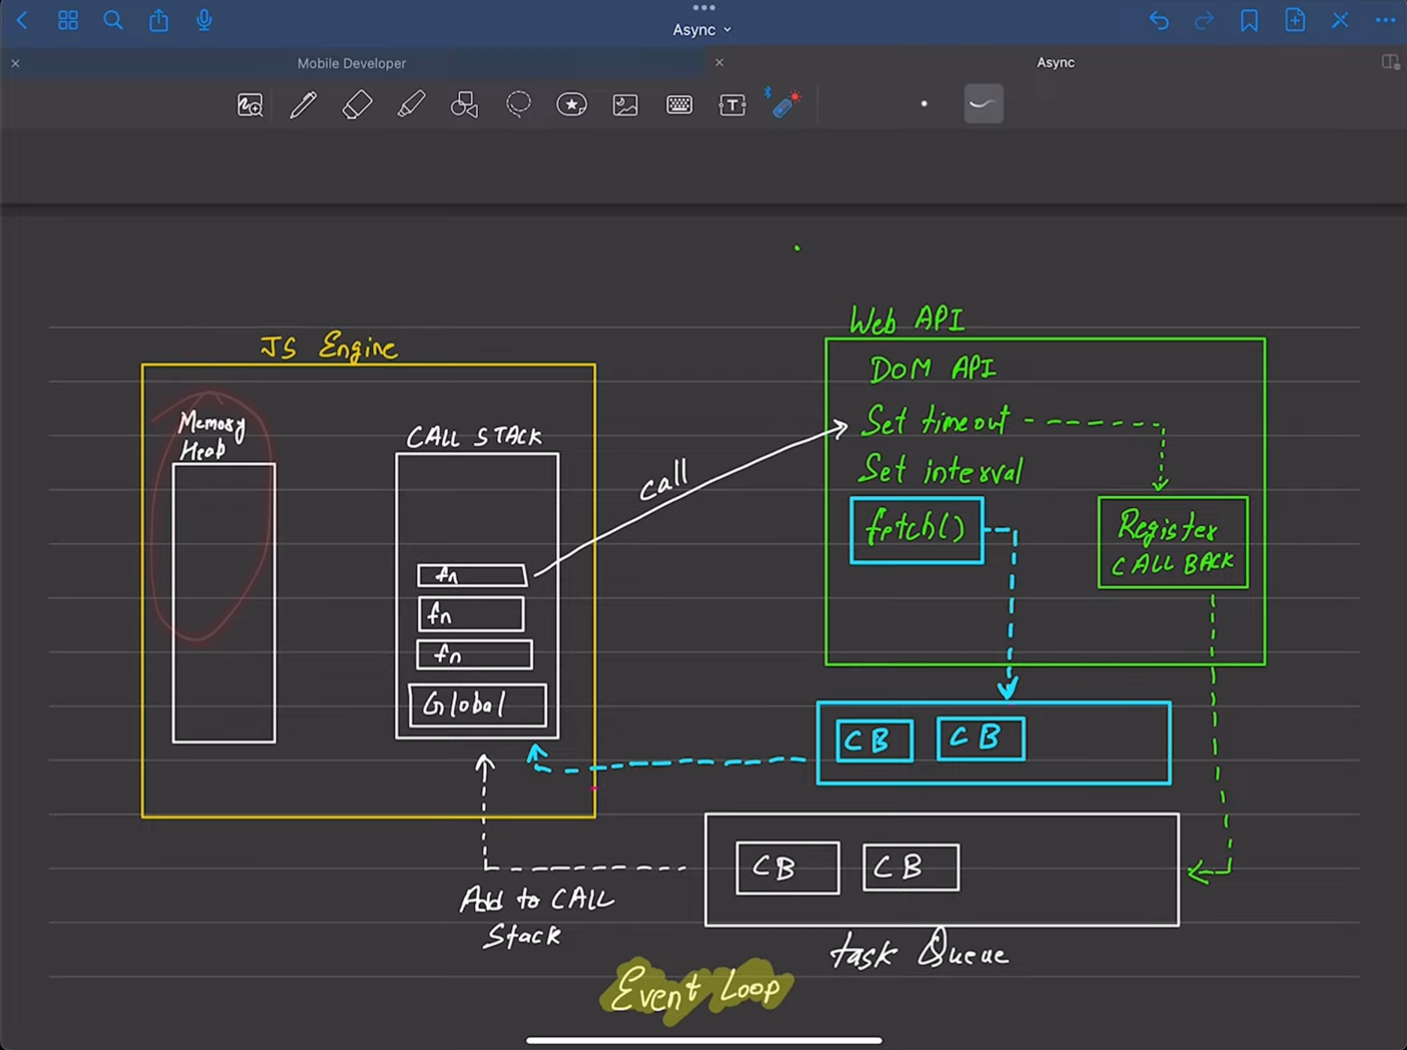 Async
Mobile Developer
Async
T
JS Engine
Memory
Heap
CALL STACK
fn
fn
fn
Global
call
Web API
DOM API
Set timeout
Set interval
fetch()
Register
CALL BACK
CB
CB
CB
CB
Add to CALL
Stack
task Queue
Event Loop